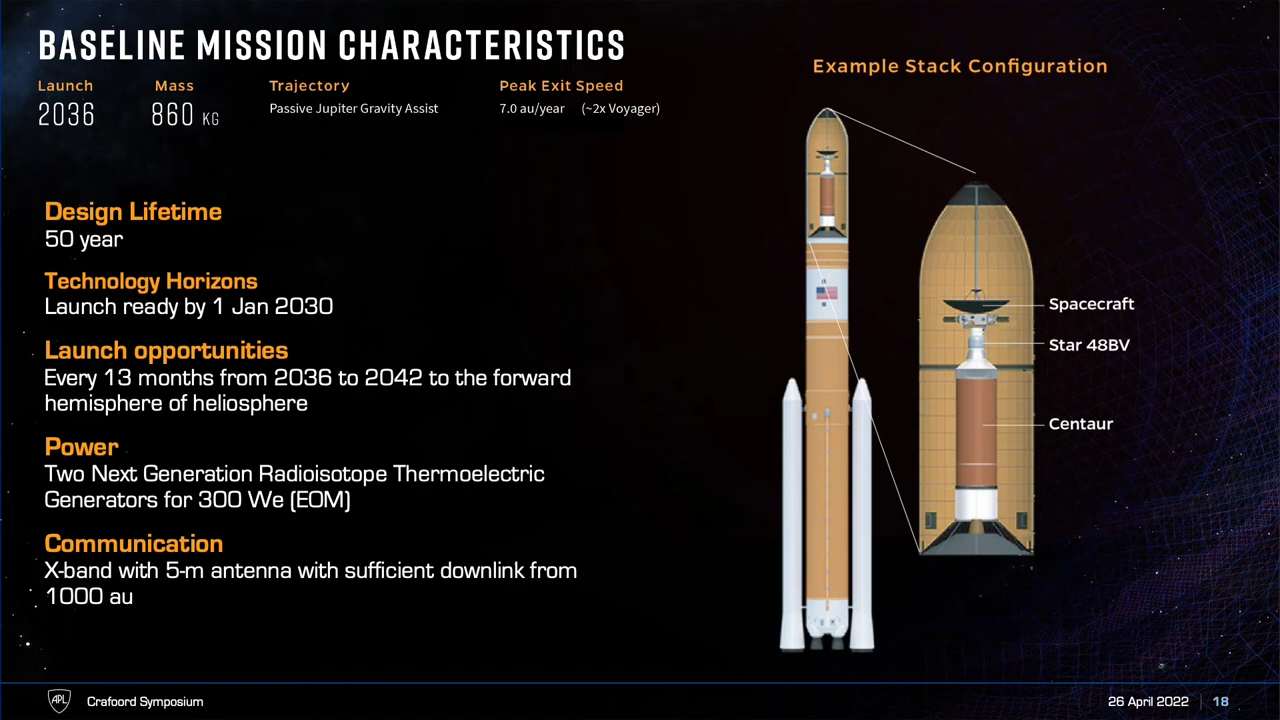 BASELINE MISSION CHARACTERISTICS
Launch
2036
Mass
860 KG
Trajectory
Passive Jupiter Gravity Assist
Peak Exit Speed
7.0 au/year (~2x Voyager)
Design Lifetime
50 year
Technology Horizons
Launch ready by 1 Jan 2030
Launch opportunities
Every 13 months from 2036 to 2042 to the forward
hemisphere of heliosphere
Power
Two Next Generation Radioisotope Thermoelectric
Generators for 300 We (EOM)
Communication
X-band with 5-m antenna with sufficient downlink from
1000 au
Example Stack Configuration
Spacecraft
Star 48BV
Centaur
APL
Crafoord Symposium
26 April 2022 | 18